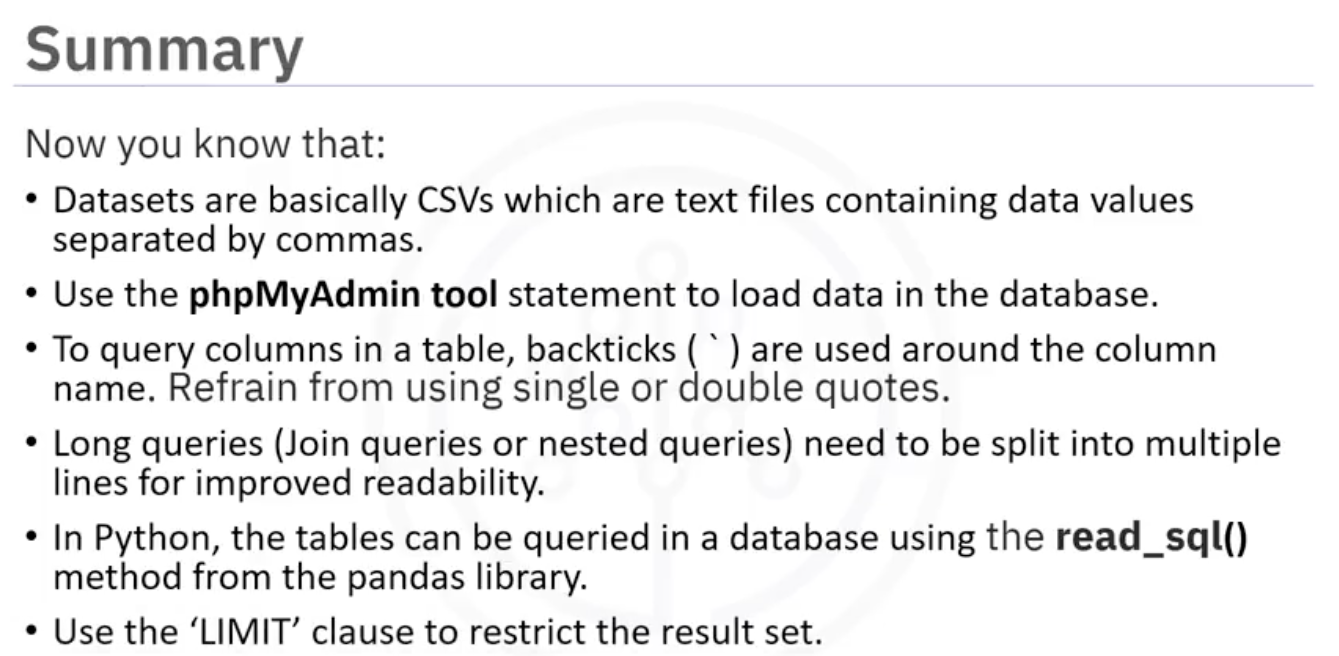 Summary
Now you know that:
• Datasets are basically CSVs which are text files containing data values
separated by commas.
• Use the phpMyAdmin tool statement to load data in the database.
• To query columns in a table, backticks ( ` ) are used around the column
name. Refrain from using single or double quotes.
• Long queries (Join queries or nested queries) need to be split into multiple
lines for improved readability.
• In Python, the tables can be queried in a database using the read_sql()
method from the pandas library.
• Use the ‘LIMIT’ clause to restrict the result set.